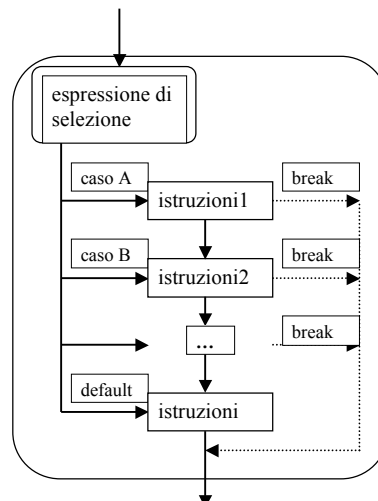 espressione di
selezione
caso A
istruzioni1
break
caso B
istruzioni2
break
...
break
default
istruzioni